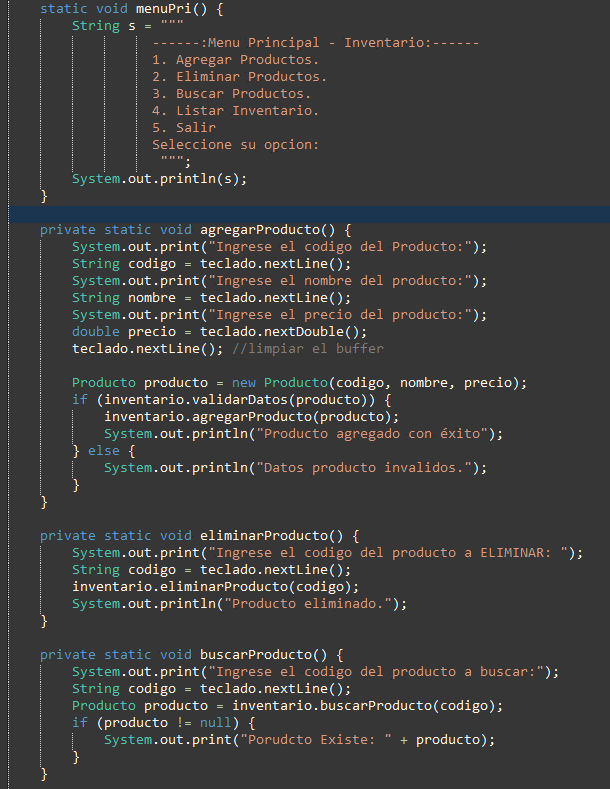 static void menuPri() {
String s = """
------:Menu Principal - Inventario:------
1. Agregar Productos.
2. Eliminar Productos.
3. Buscar Productos.
4. Listar Inventario.
5. Salir
Seleccione su opcion:
""";
System.out.println(s);
}
private static void agregarProducto() {
System.out.print("Ingrese el codigo del Producto:");
String codigo = teclado.nextLine();
System.out.print("Ingrese el nombre del producto:");
String nombre = teclado.nextLine();
System.out.print("Ingrese el precio del producto:");
double precio = teclado.nextDouble();
teclado.nextLine(); //limpiar el buffer
Producto producto = new Producto(codigo, nombre, precio);
if (inventario.validarDatos(producto)) {
inventario.agregarProducto(producto);
System.out.println("Producto agregado con éxito");
} else {
System.out.println("Datos producto invalidos.");
}
}
private static void eliminarProducto() {
System.out.print("Ingrese el codigo del producto a ELIMINAR: ");
String codigo = teclado.nextLine();
inventario.eliminarProducto(codigo);
System.out.println("Producto eliminado.");
}
private static void buscarProducto() {
System.out.print("Ingrese el codigo del producto a buscar:");
String codigo = teclado.nextLine();
Producto producto = inventario.buscarProducto(codigo);
if (producto != null) {
System.out.print("Porudcto Existe: " + producto);
}
}